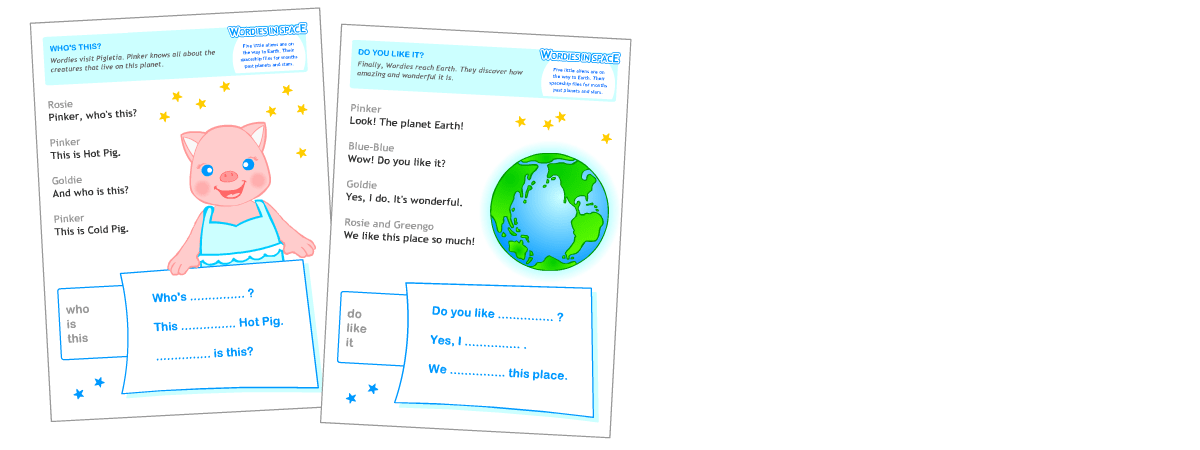 WORDIES IN SPACE
WHO'S THIS?
Wordies visit Pigletia. Pinker knows all about the
creatures that live on this planet.
Five little aliens are on
the way to Earth. Their
spaceship flies for months
past planets and stars.
Rosie
Pinker, who's this?
Pinker
This is Hot Pig.
Goldie
And who is this?
Pinker
This is Cold Pig.
who
is
this
Who's ............... ?
This ............... Hot Pig.
............... is this?
WORDIES IN SPACE
DO YOU LIKE IT?
Finally, Wordies reach Earth. They discover how
amazing and wonderful it is.
Five little aliens are on
the way to Earth. Their
spaceship flies for months
past planets and stars.
Pinker
Look! The planet Earth!
Blue-Blue
Wow! Do you like it?
Goldie
Yes, I do. It's wonderful.
Rosie and Greengo
We like this place so much!
do
like
it
Do you like ............... ?
Yes, I ............... .
We ............... this place.